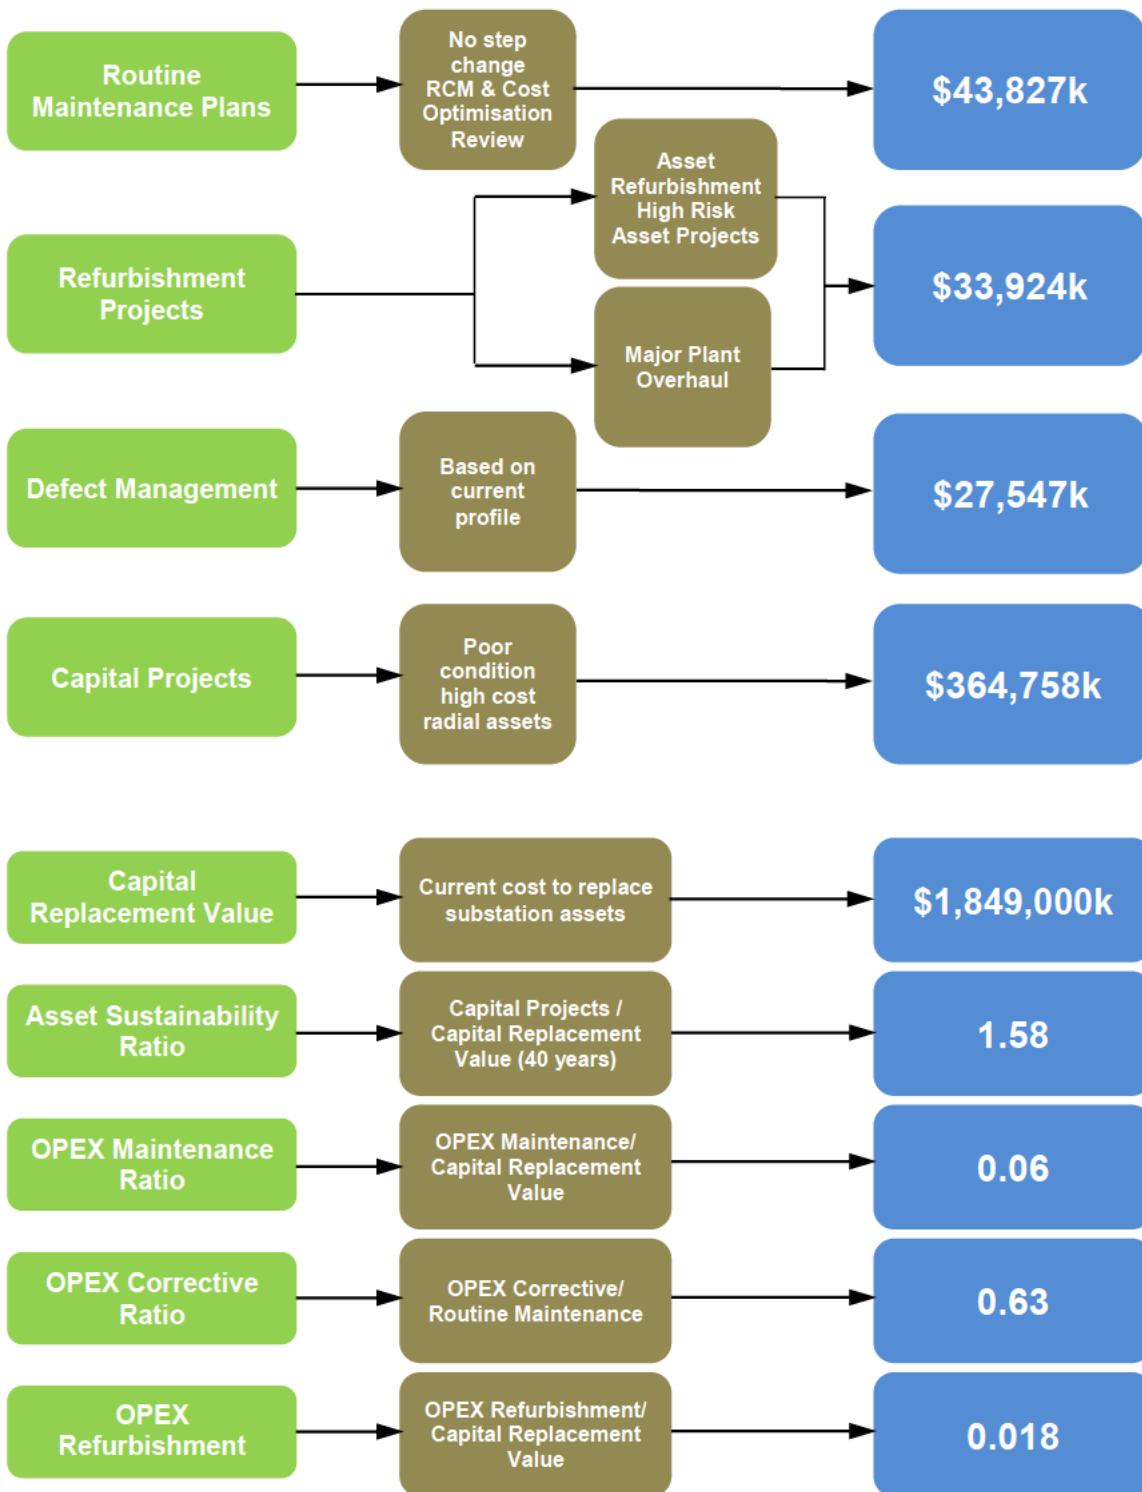 Routine
Maintenance Plans
No step
change
RCM & Cost
Optimisation
Review
$43,827k
Refurbishment
Projects
Asset
Refurbishment
High Risk
Asset Projects
Major Plant
Overhaul
$33,924k
Defect Management
Based on
current
profile
$27,547k
Capital Projects
Poor
condition
high cost
radial assets
$364,758k
Capital
Replacement Value
Current cost to replace
substation assets
$1,849,000k
Asset Sustainability
Ratio
Capital Projects /
Capital Replacement
Value (40 years)
1.58
OPEX Maintenance
Ratio
OPEX Maintenance/
Capital Replacement
Value
0.06
OPEX Corrective
Ratio
OPEX Corrective/
Routine Maintenance
0.63
OPEX
Refurbishment
OPEX Refurbishment/
Capital Replacement
Value
0.018